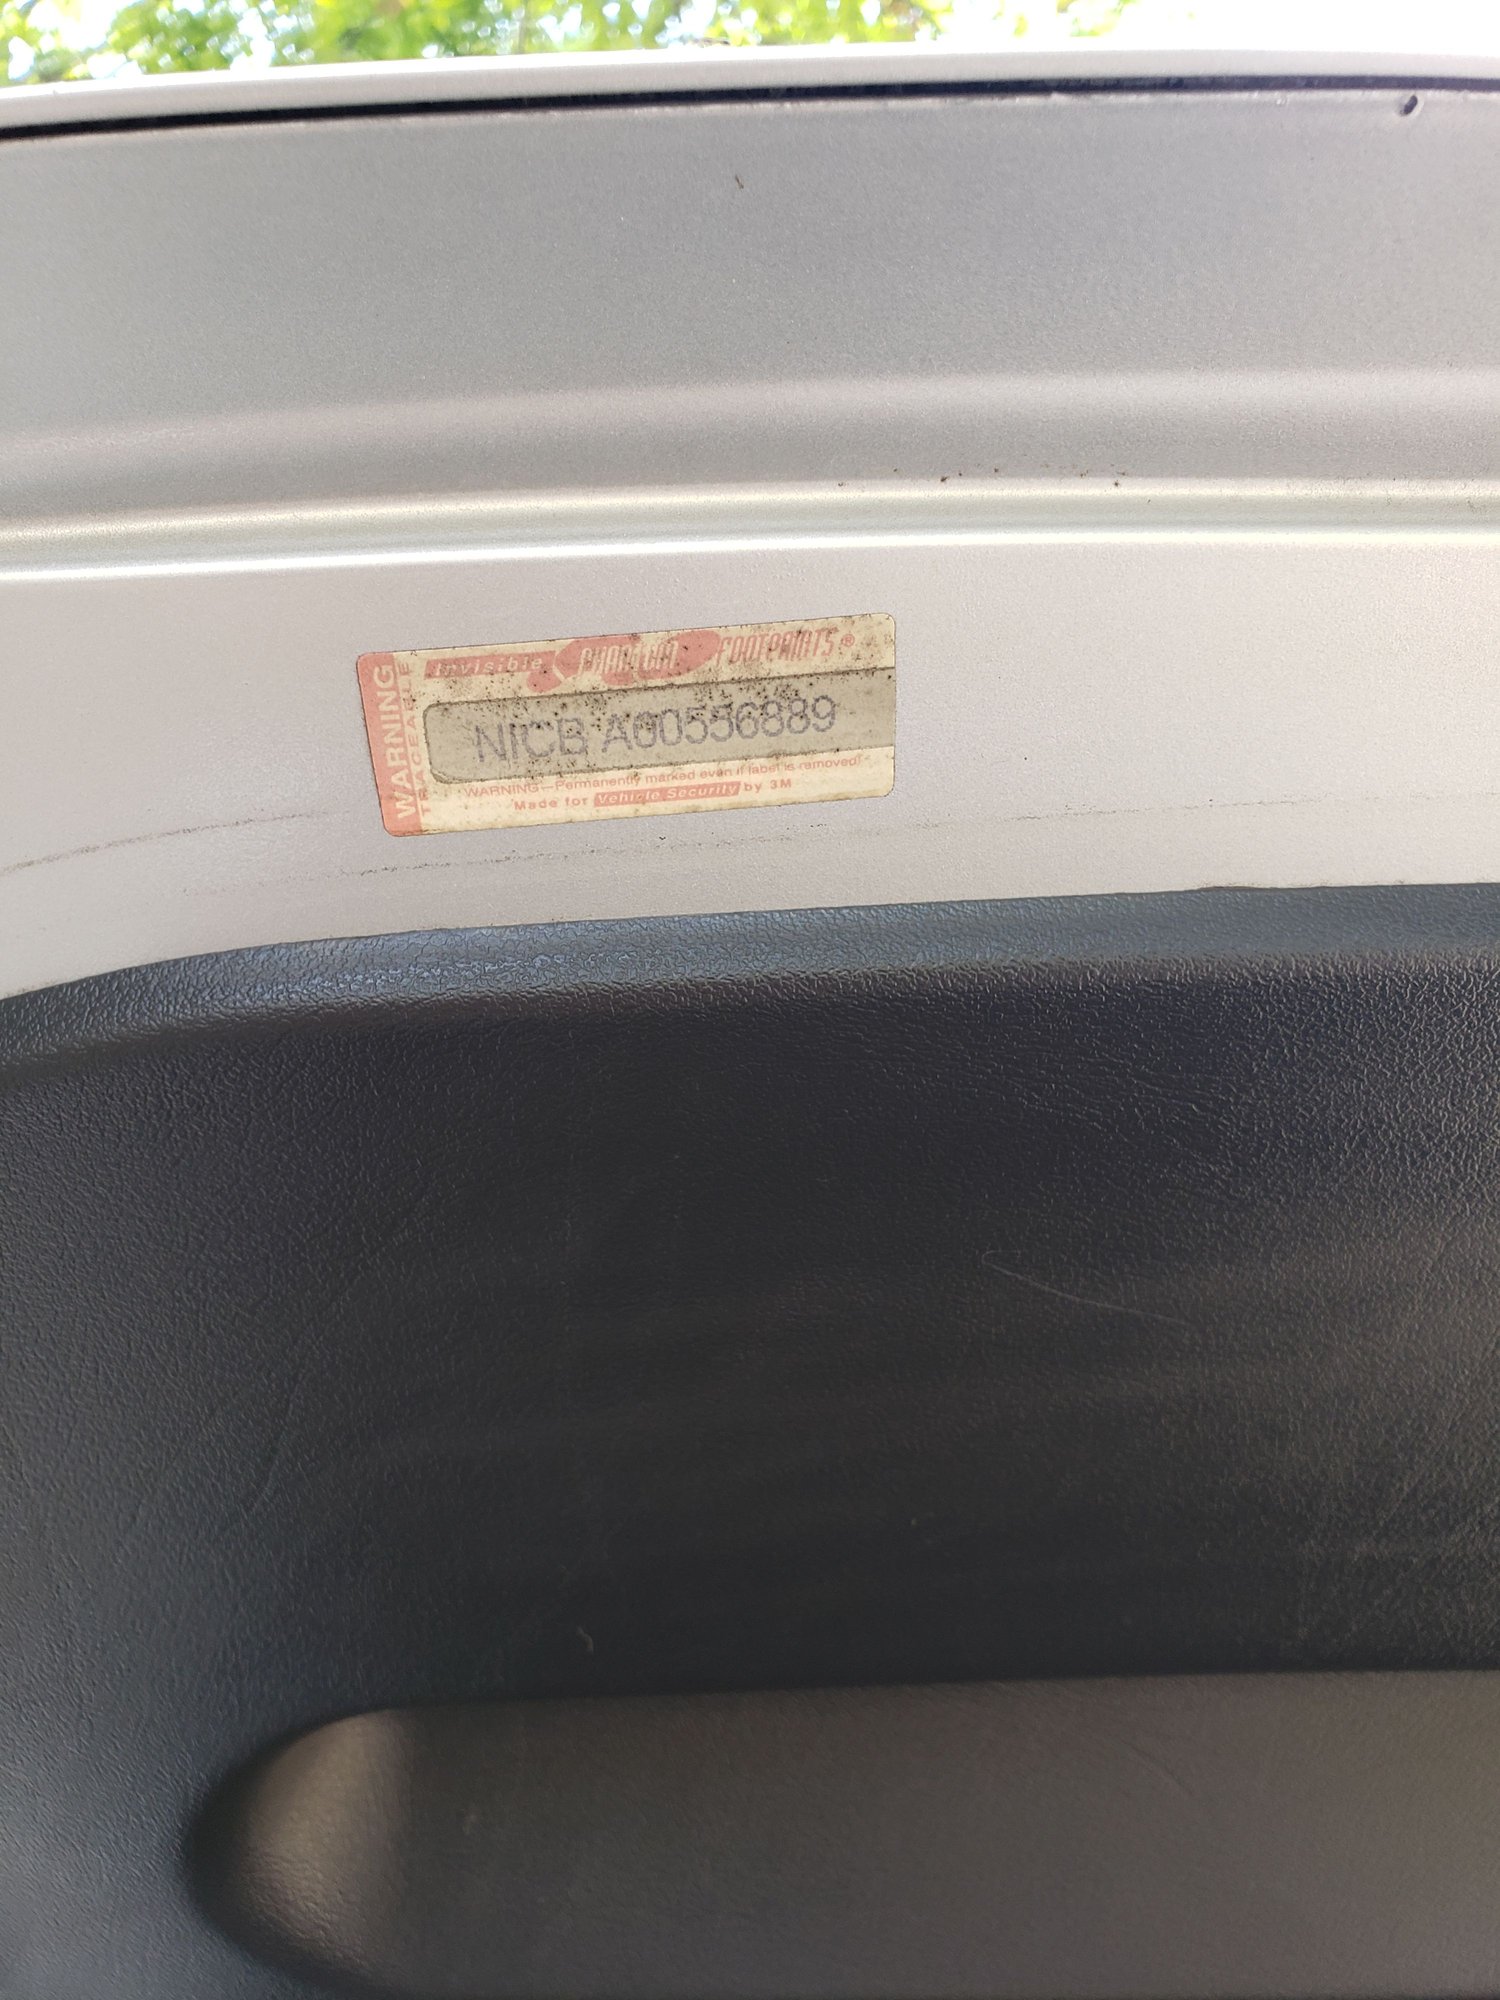 WARNING
TRACEABLE
Invisible PHANTOM FOOTPRINTS®
NICB A00556889
WARNING—Permanently marked even if label is removed!
Made for Vehicle Security by 3M